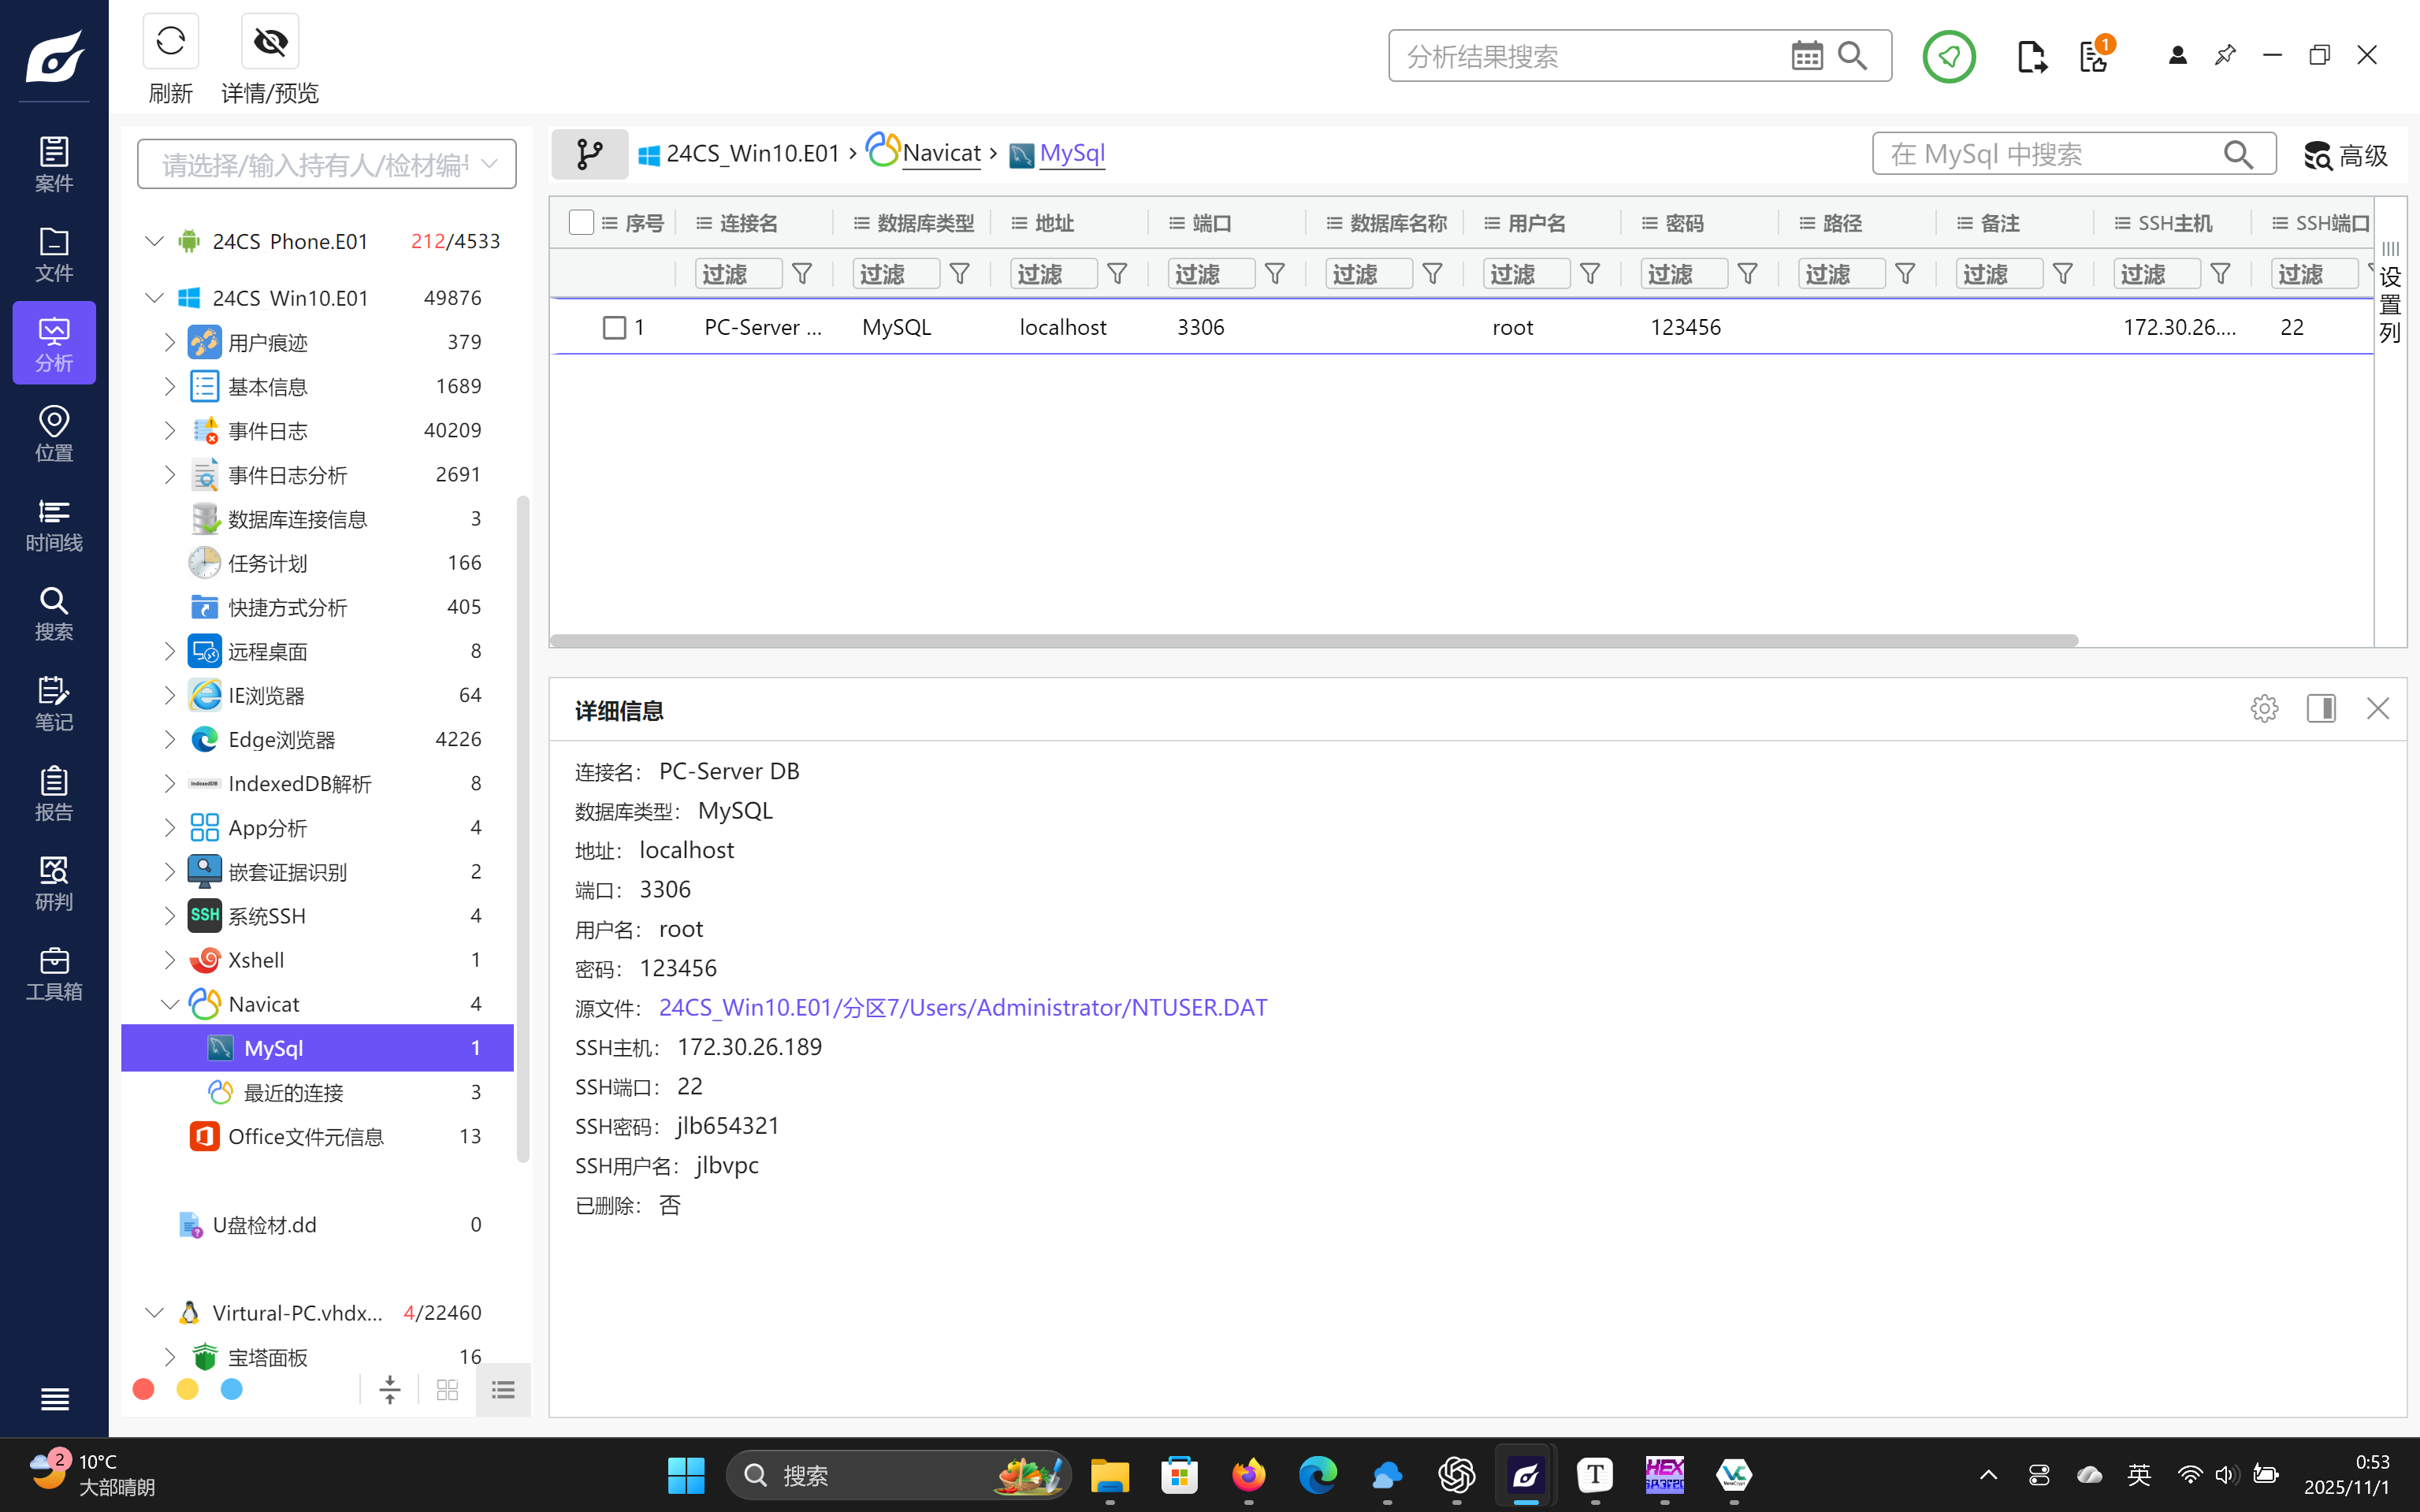 刷新
详情/预览
分析结果搜索
1
案件
文件
分析
位置
时间线
搜索
笔记
报告
研判
工具箱
请选择/输入持有人/检材编号
24CS_Phone.E01 212/4533
24CS_Win10.E01 49876
用户痕迹 379
基本信息 1689
事件日志 40209
事件日志分析 2691
数据库连接信息 3
任务计划 166
快捷方式分析 405
远程桌面 8
IE浏览器 64
Edge浏览器 4226
IndexedDB
IndexedDB解析 8
App分析 4
嵌套证据识别 2
SSH 系统SSH 4
Xshell 1
Navicat 4
MySql 1
最近的连接 3
Office文件元信息 13
U盘检材.dd 0
Virtural-PC.vhdx... 4/22460
宝塔面板 16
24CS_Win10.E01 › Navicat › MySql
在 MySql 中搜索
高级
序号 连接名 数据库类型 地址 端口 数据库名称 用户名 密码 路径 备注 SSH主机 SSH端口
过滤 过滤 过滤 过滤 过滤 过滤 过滤 过滤 过滤 过滤 过滤
1 PC-Server ... MySQL localhost 3306 root 123456 172.30.26.... 22
设置列
详细信息
连接名： PC-Server DB
数据库类型： MySQL
地址： localhost
端口： 3306
用户名： root
密码： 123456
源文件： 24CS_Win10.E01/分区7/Users/Administrator/NTUSER.DAT
SSH主机： 172.30.26.189
SSH端口： 22
SSH密码： jlb654321
SSH用户名： jlbvpc
已删除： 否
2
10°C
大部晴朗
搜索
T
HEX
VC
英
0:53
2025/11/1